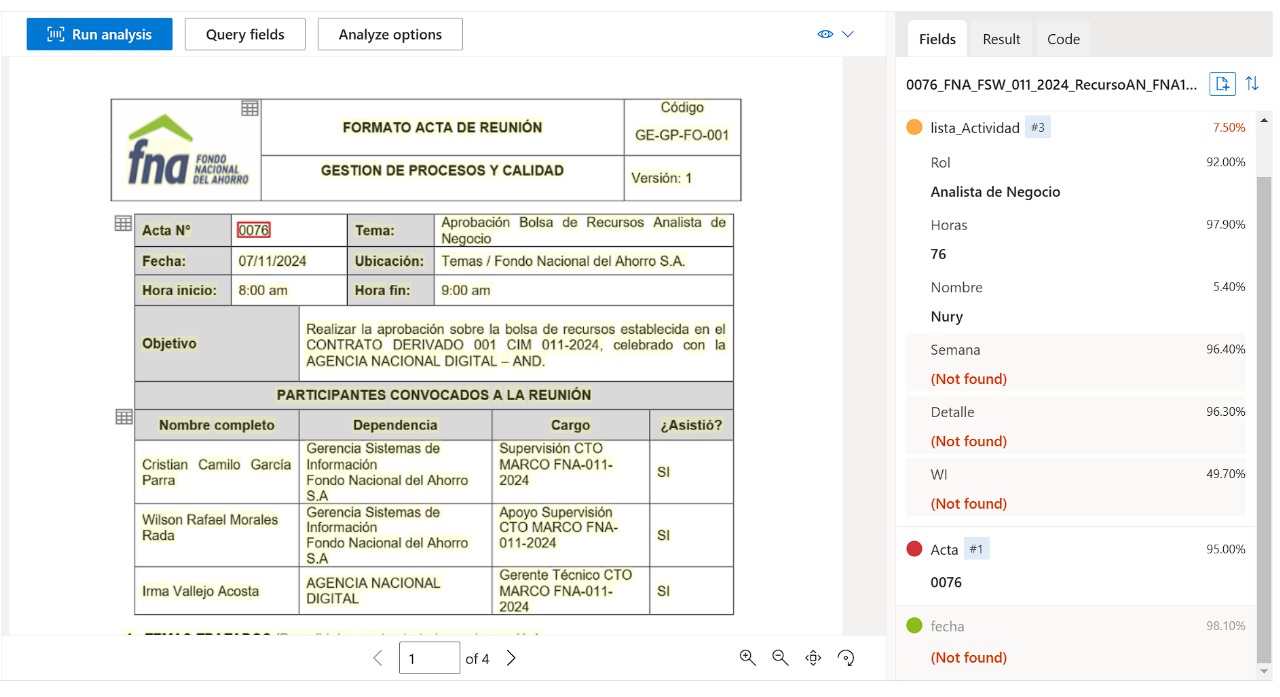 Run analysis
Query fields
Analyze options
Fields
Result
Code
fna FONDO
NACIONAL
DEL AHORRO
FORMATO ACTA DE REUNIÓN
Código
GE-GP-FO-001
GESTION DE PROCESOS Y CALIDAD
Versión: 1
Acta N° 0076 Tema: Aprobación Bolsa de Recursos Analista de
Negocio
Fecha: 07/11/2024 Ubicación: Temas / Fondo Nacional del Ahorro S.A.
Hora inicio: 8:00 am Hora fin: 9:00 am
Objetivo
Realizar la aprobación sobre la bolsa de recursos establecida en el
CONTRATO DERIVADO 001 CIM 011-2024, celebrado con la
AGENCIA NACIONAL DIGITAL – AND.
PARTICIPANTES CONVOCADOS A LA REUNIÓN
Nombre completo Dependencia Cargo ¿Asistió?
Cristian Camilo García
Parra
Gerencia Sistemas de
Información
Fondo Nacional del Ahorro
S.A
Supervisión CTO
MARCO FNA-011-
2024
SI
Wilson Rafael Morales
Rada
Gerencia Sistemas de
Información
Fondo Nacional del Ahorro
S.A
Apoyo Supervisión
CTO MARCO FNA-
011-2024
SI
Irma Vallejo Acosta
AGENCIA NACIONAL
DIGITAL
Gerente Técnico CTO
MARCO FNA-011-
2024
SI
1 of 4
0076_FNA_FSW_011_2024_RecursoAN_FNA1...
lista_Actividad #3 7.50%
Rol 92.00%
Analista de Negocio
Horas 97.90%
76
Nombre 5.40%
Nury
Semana 96.40%
(Not found)
Detalle 96.30%
(Not found)
WI 49.70%
(Not found)
Acta #1 95.00%
0076
fecha 98.10%
(Not found)